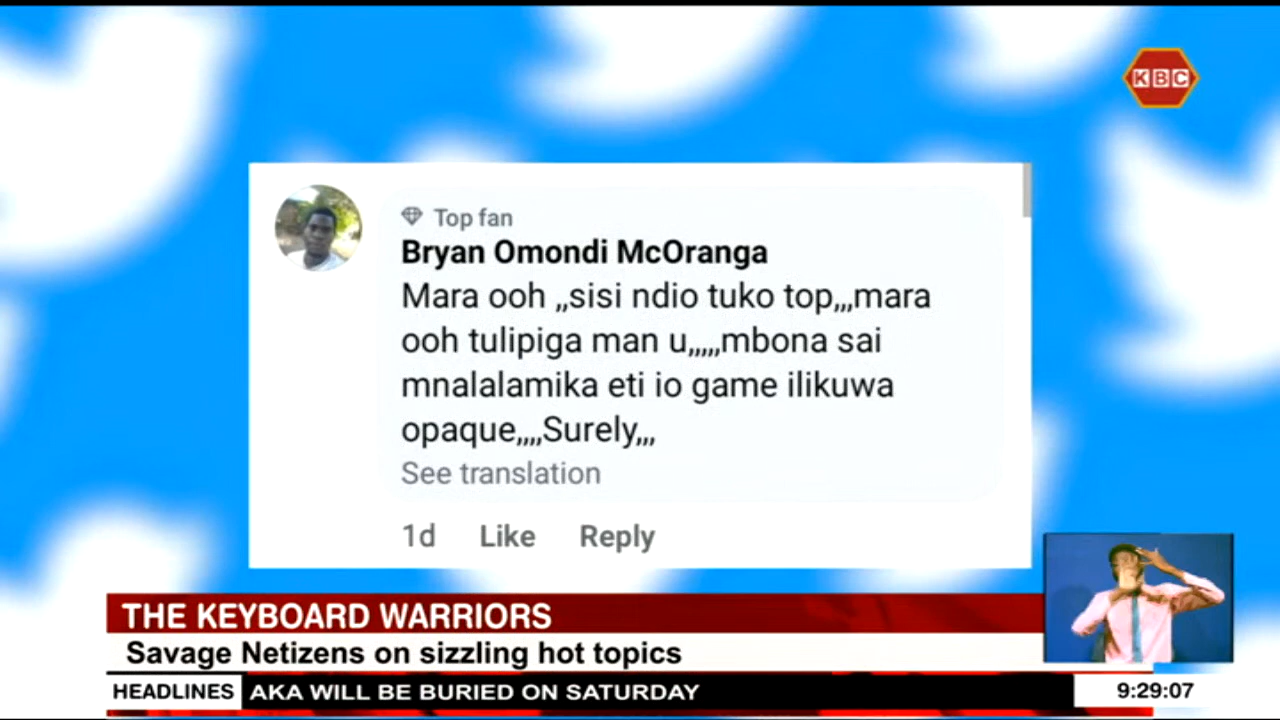 KBC
Top fan
Bryan Omondi McOranga
Mara ooh ,,sisi ndio tuko top,,,mara
ooh tulipiga man u,,,,,mbona sai
mnalalamika eti io game ilikuwa
opaque,,,,Surely,,,
See translation
1d Like Reply
THE KEYBOARD WARRIORS
Savage Netizens on sizzling hot topics
HEADLINES AKA WILL BE BURIED ON SATURDAY 9:29:07